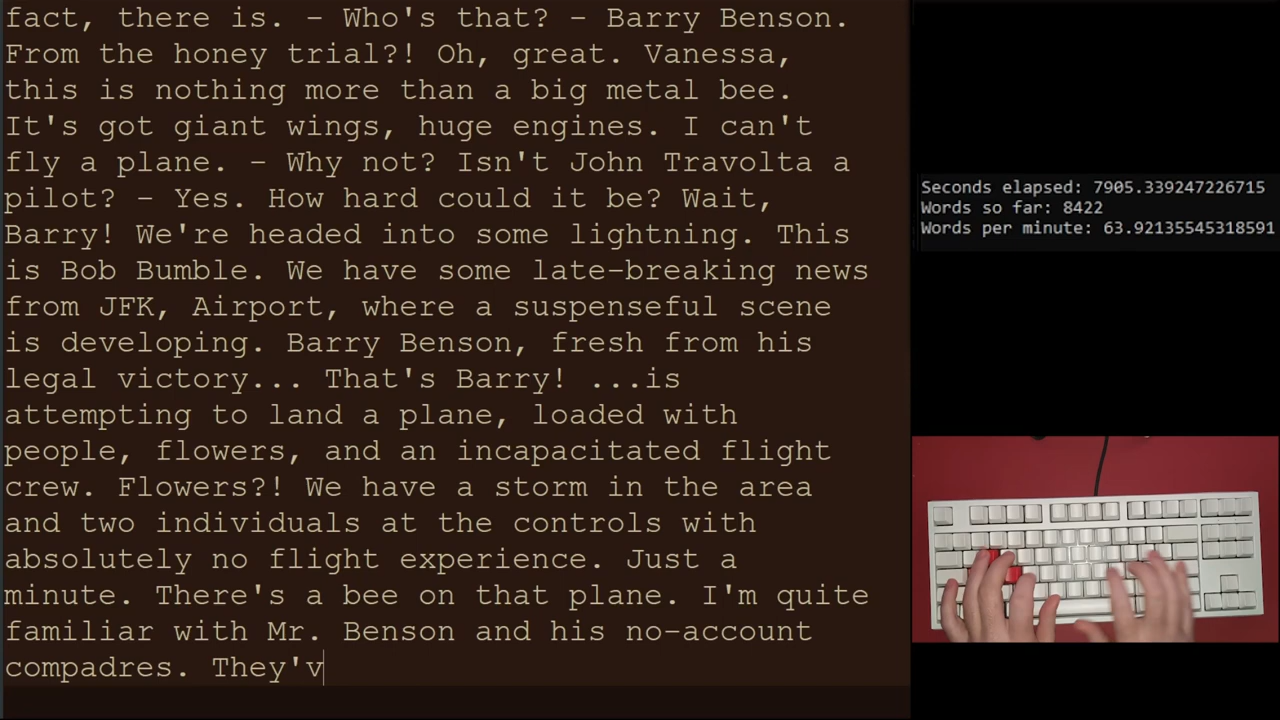 fact, there is. - Who's that? - Barry Benson.
From the honey trial?! Oh, great. Vanessa,
this is nothing more than a big metal bee.
It's got giant wings, huge engines. I can't
fly a plane. - Why not? Isn't John Travolta a
pilot? - Yes. How hard could it be? Wait,
Barry! We're headed into some lightning. This
is Bob Bumble. We have some late-breaking news
from JFK, Airport, where a suspenseful scene
is developing. Barry Benson, fresh from his
legal victory... That's Barry! ...is
attempting to land a plane, loaded with
people, flowers, and an incapacitated flight
crew. Flowers?! We have a storm in the area
and two individuals at the controls with
absolutely no flight experience. Just a
minute. There's a bee on that plane. I'm quite
familiar with Mr. Benson and his no-account
compadres. They'v
Seconds elapsed: 7905.339247226715
Words so far: 8422
Words per minute: 63.92135545318591